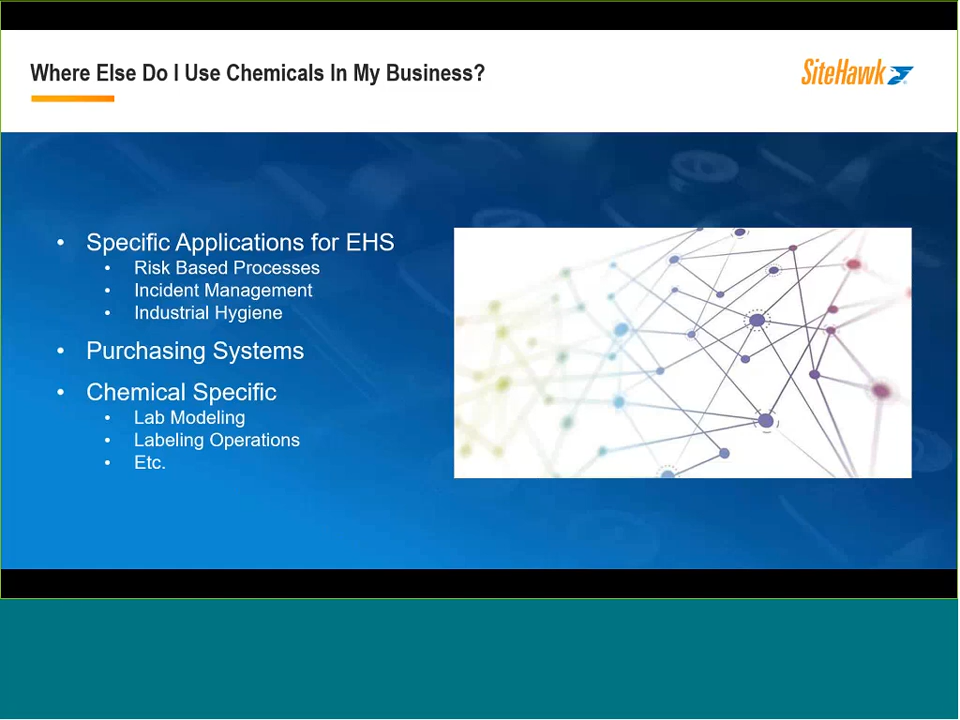 Where Else Do I Use Chemicals In My Business?
SiteHawk
• Specific Applications for EHS
• Risk Based Processes
• Incident Management
• Industrial Hygiene
• Purchasing Systems
• Chemical Specific
• Lab Modeling
• Labeling Operations
• Etc.